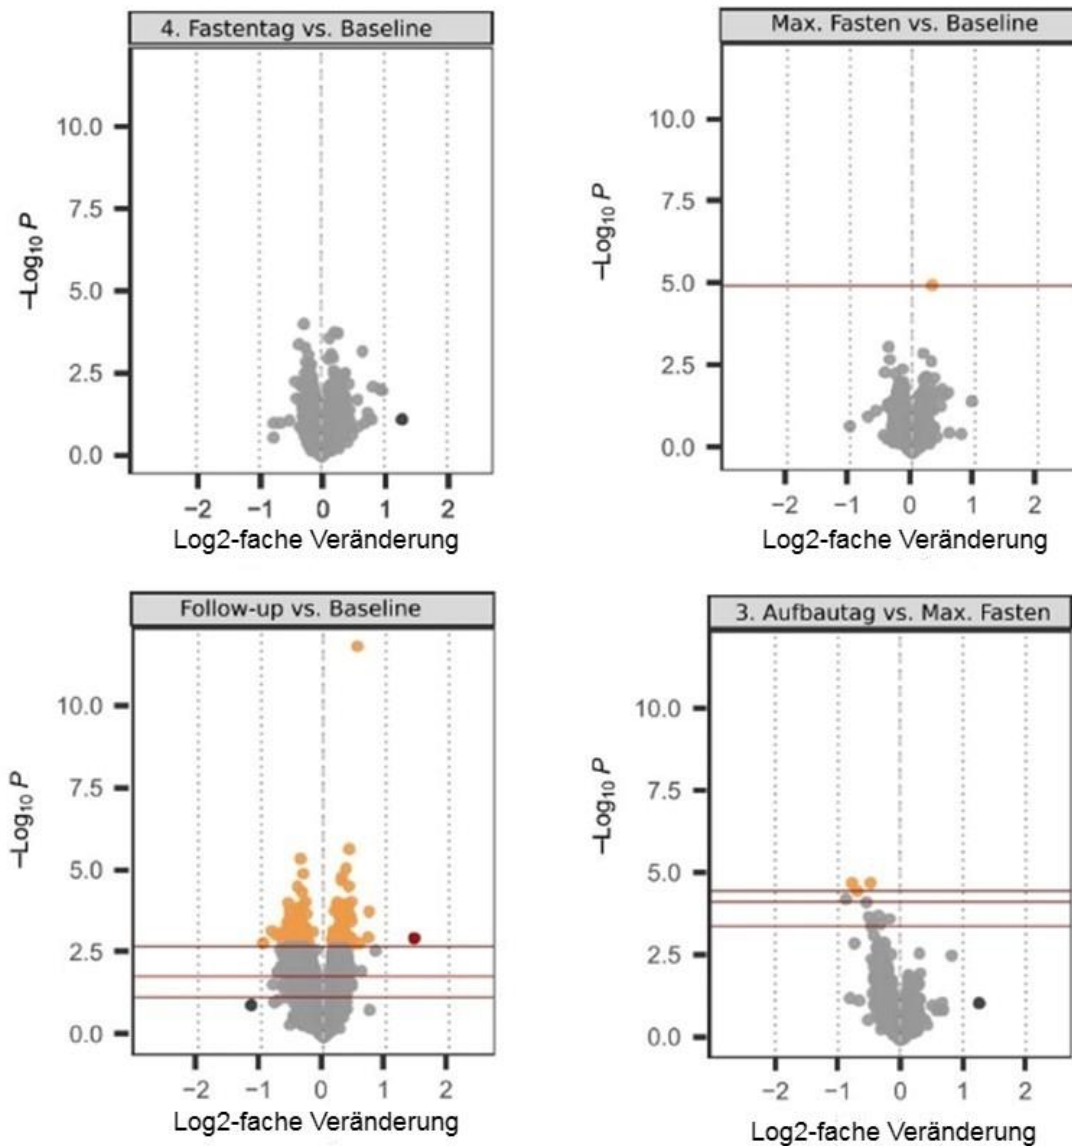 4. Fastentag vs. Baseline
10.0
7.5
5.0
2.5
0.0
−Log₁₀ P
−2 −1 0 1 2
Log2-fache Veränderung
Max. Fasten vs. Baseline
10.0
7.5
5.0
2.5
0.0
−Log₁₀ P
−2 −1 0 1 2
Log2-fache Veränderung
Follow-up vs. Baseline
10.0
7.5
5.0
2.5
0.0
−Log₁₀ P
−2 −1 0 1 2
Log2-fache Veränderung
3. Aufbautag vs. Max. Fasten
10.0
7.5
5.0
2.5
0.0
−Log₁₀ P
−2 −1 0 1 2
Log2-fache Veränderung